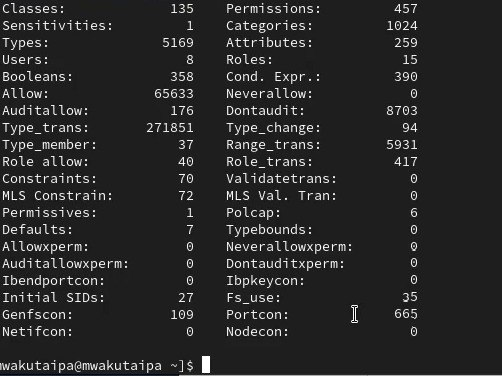 Classes: 135 Permissions: 457
Sensitivities: 1 Categories: 1024
Types: 5169 Attributes: 259
Users: 8 Roles: 15
Booleans: 358 Cond. Expr.: 390
Allow: 65633 Neverallow: 0
Auditallow: 176 Dontaudit: 8703
Type_trans: 271851 Type_change: 94
Type_member: 37 Range_trans: 5931
Role allow: 40 Role_trans: 417
Constraints: 70 Validatetrans: 0
MLS Constrain: 72 MLS Val. Tran: 0
Permissives: 1 Polcap: 6
Defaults: 7 Typebounds: 0
Allowxperm: 0 Neverallowxperm: 0
Auditallowxperm: 0 Dontauditxperm: 0
Ibendportcon: 0 Ibpkeycon: 0
Initial SIDs: 27 Fs_use: 35
Genfscon: 109 Portcon: 665
Netifcon: 0 Nodecon: 0
mwakutaipa@mwakutaipa ~]$